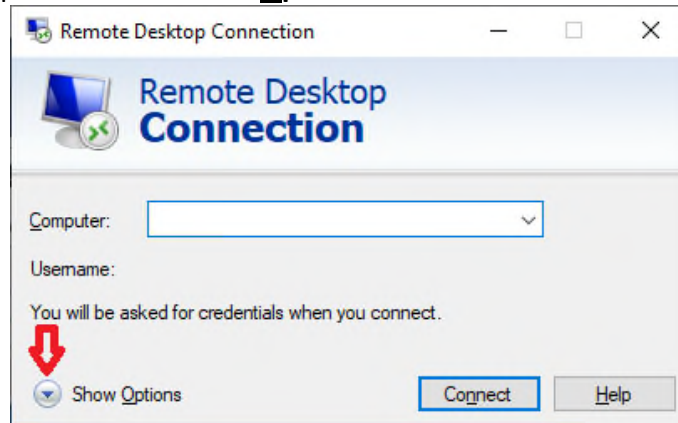 Remote Desktop Connection
Remote Desktop
Connection
Computer:
Username:
You will be asked for credentials when you connect.
Show Options
Connect
Help